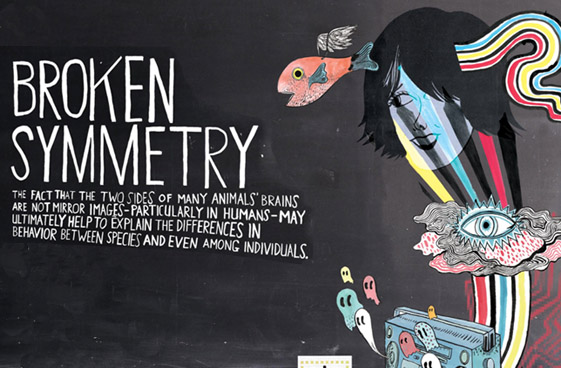 BROKEN
SYMMETRY
THE FACT THAT THE TWO SIDES OF MANY ANIMALS' BRAINS
ARE NOT MIRROR IMAGES-PARTICULARLY IN HUMANS-MAY
ULTIMATELY HELP TO EXPLAIN THE DIFFERENCES IN
BEHAVIOR BETWEEN SPECIES AND EVEN AMONG INDIVIDUALS.